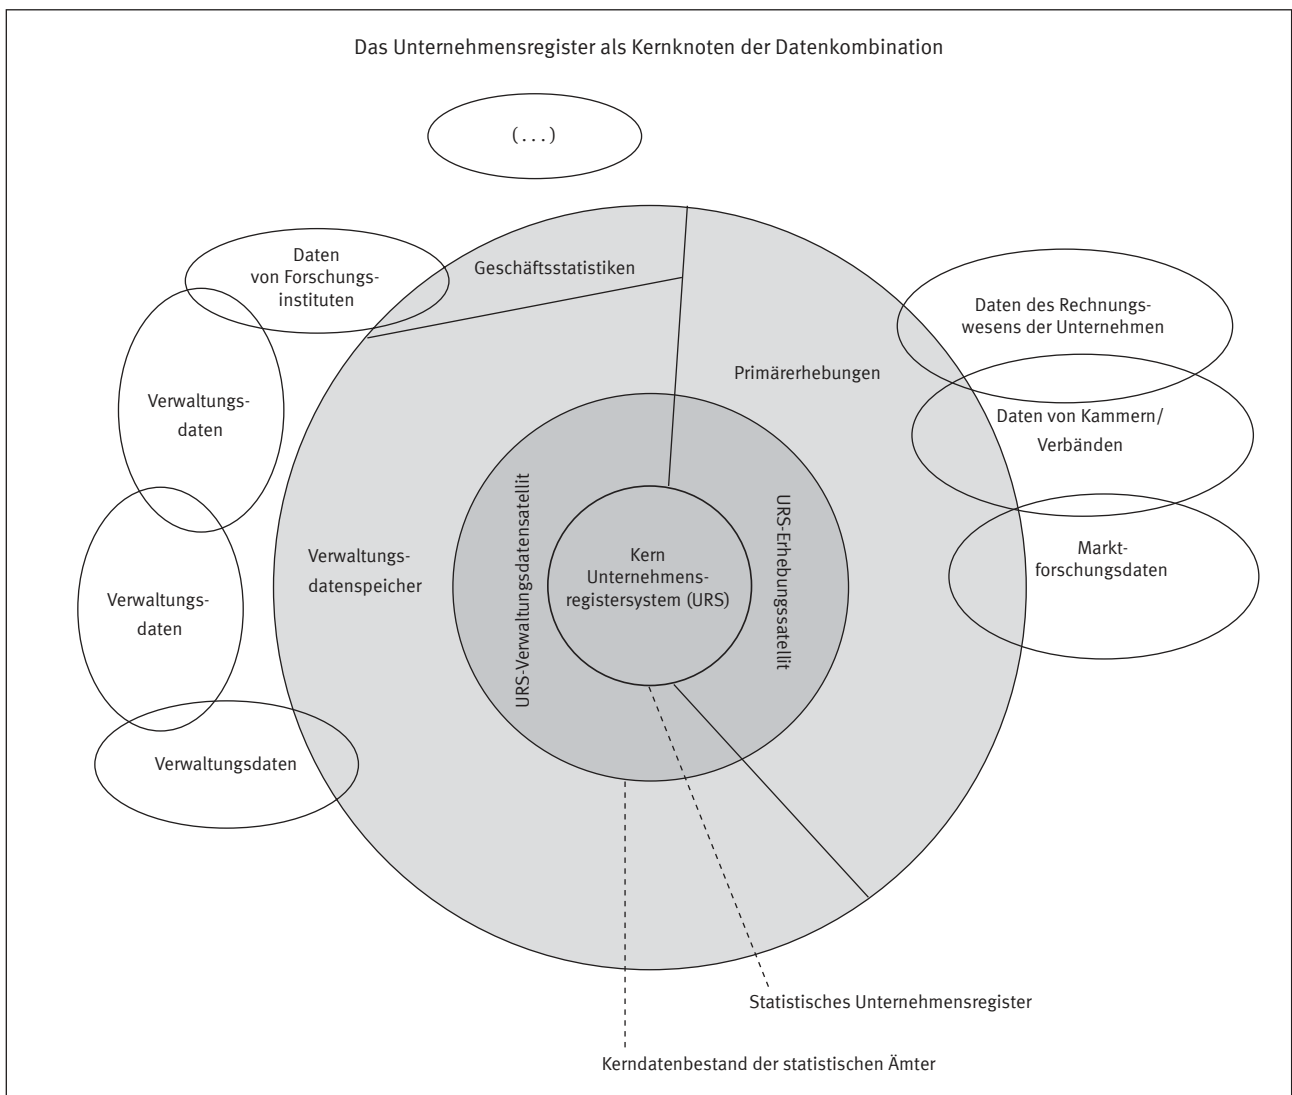 Das Unternehmensregister als Kernknoten der Datenkombination
(...)
Daten
von Forschungs-
instituten
Geschäftsstatistiken
Daten des Rechnungs-
wesens der Unternehmen
Primärerhebungen
Verwaltungs-
daten
Daten von Kammern/
Verbänden
URS-Verwaltungsdatensatellit
URS-Erhebungssatellit
Verwaltungs-
datenspeicher
Kern
Unternehmens-
registersystem (URS)
Markt-
forschungsdaten
Verwaltungs-
daten
Verwaltungsdaten
Statistisches Unternehmensregister
Kerndatenbestand der statistischen Ämter